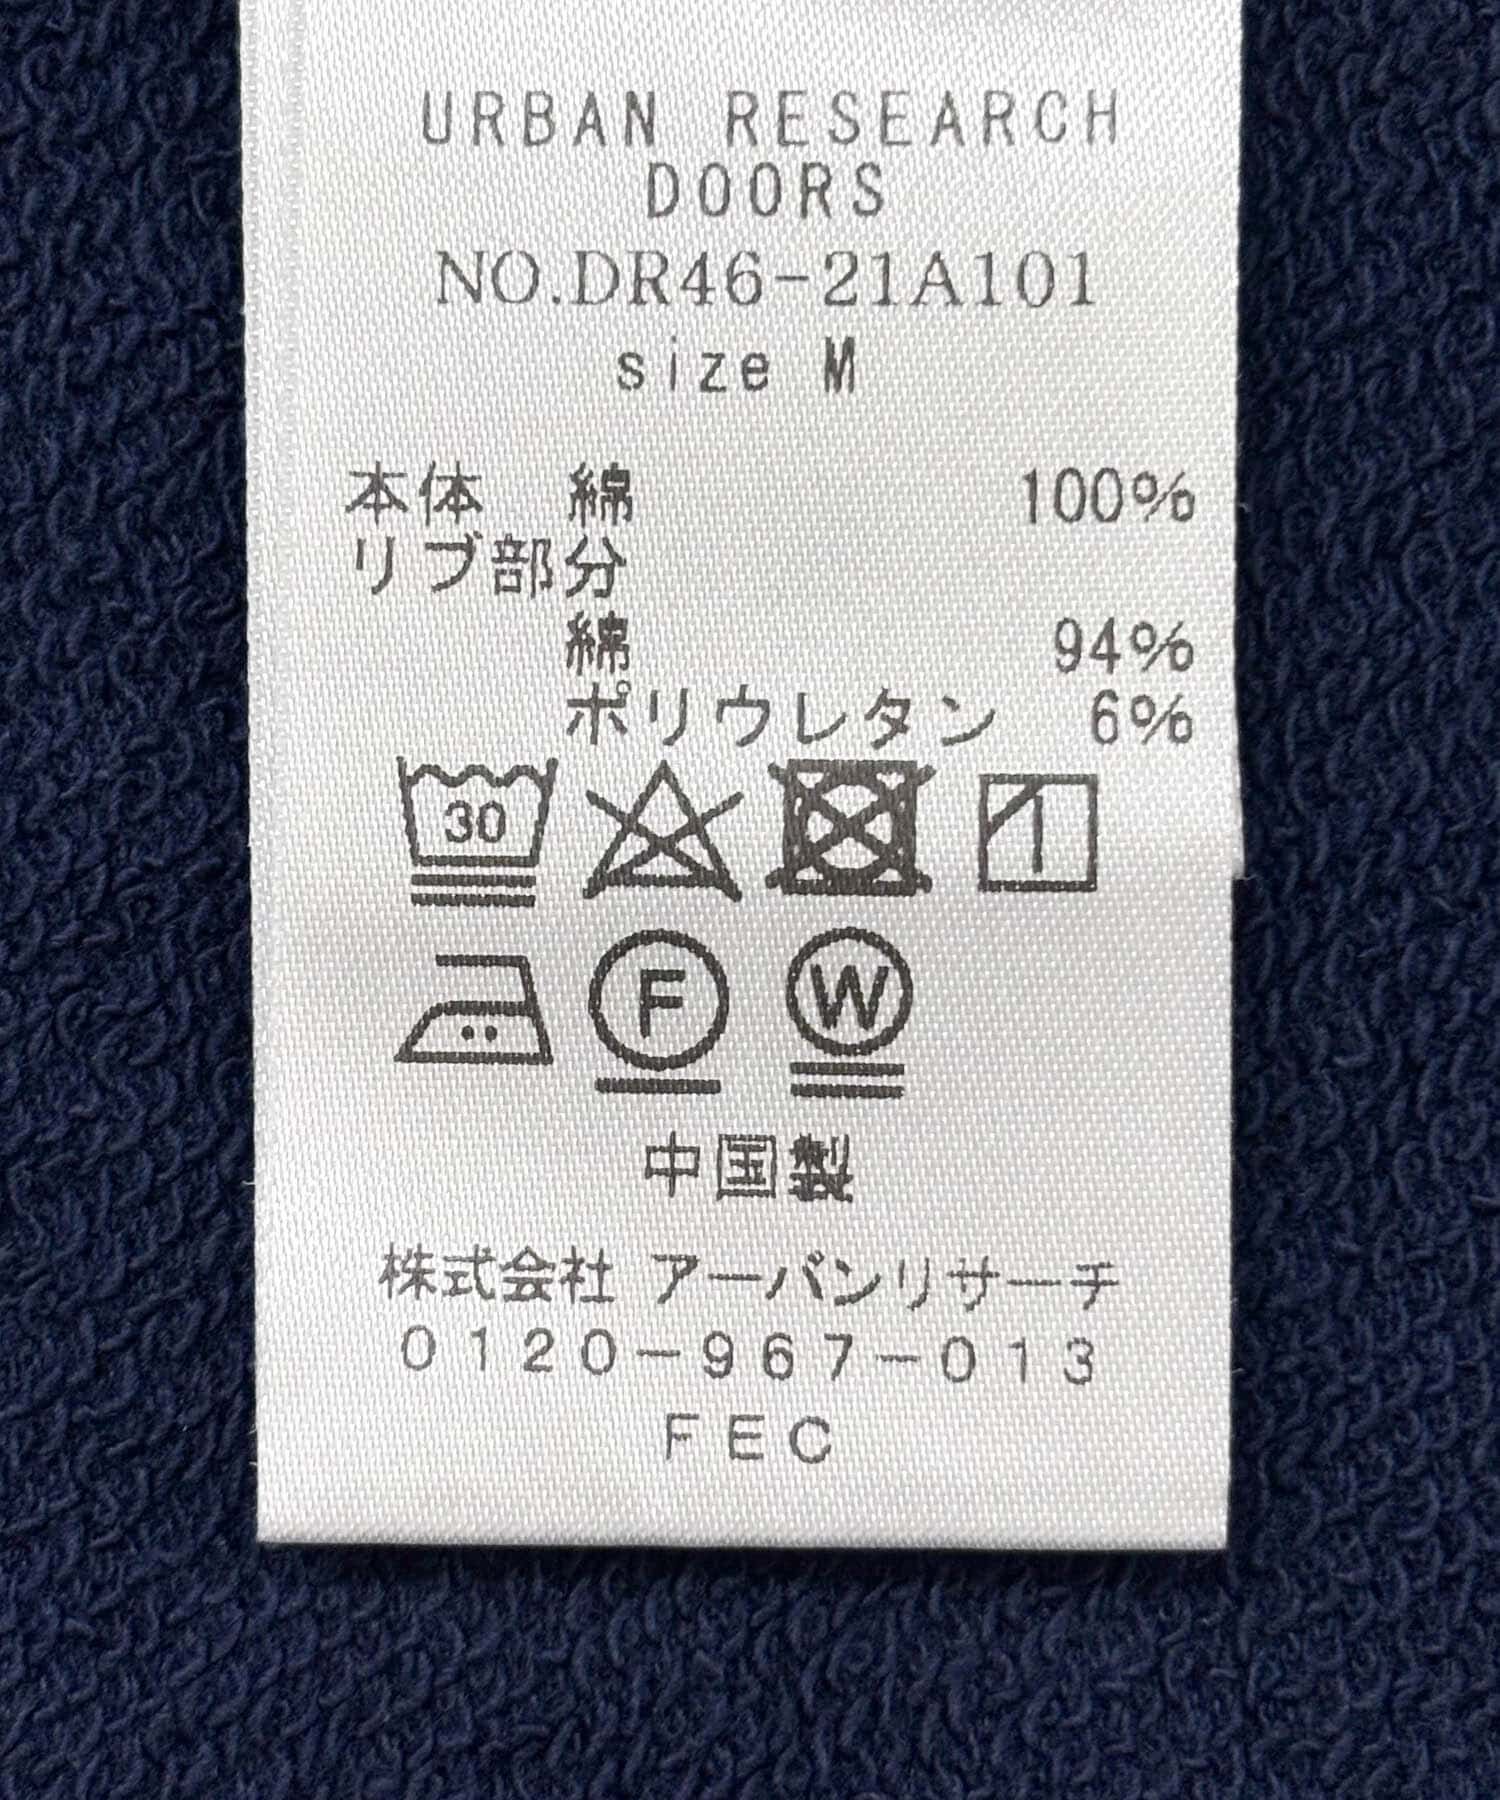 URBAN RESEARCH
DOORS
NO.DR46-21A101
size M
本体 綿 100%
リブ部分
綿 94%
ポリウレタン 6%
30
F
W
中国製
株式会社 アーバンリサーチ
0120-967-013
FEC